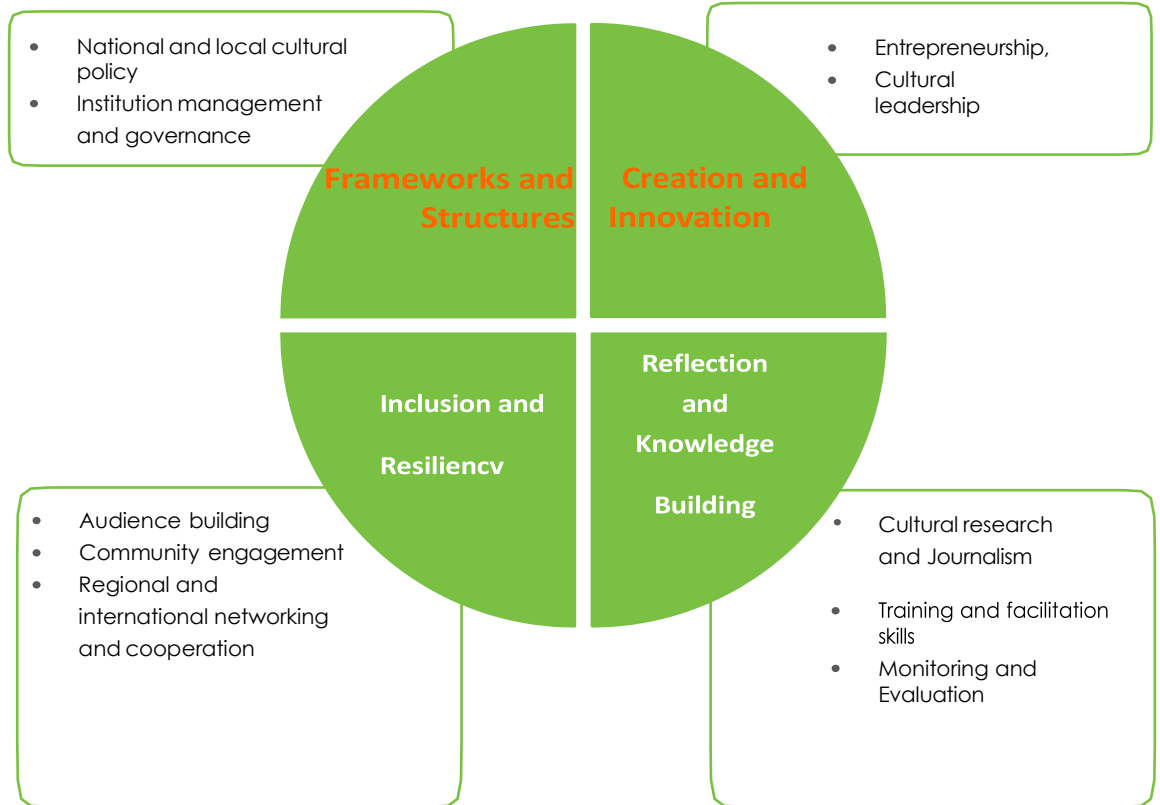 • National and local cultural
policy
• Institution management
and governance
• Entrepreneurship,
• Cultural
leadership
Frameworks and
Structures
Creation and
Innovation
Inclusion and
Resiliencv
Reflection
and
Knowledge
Building
• Audience building
• Community engagement
• Regional and
international networking
and cooperation
• Cultural research
and Journalism
• Training and facilitation
skills
• Monitoring and
Evaluation